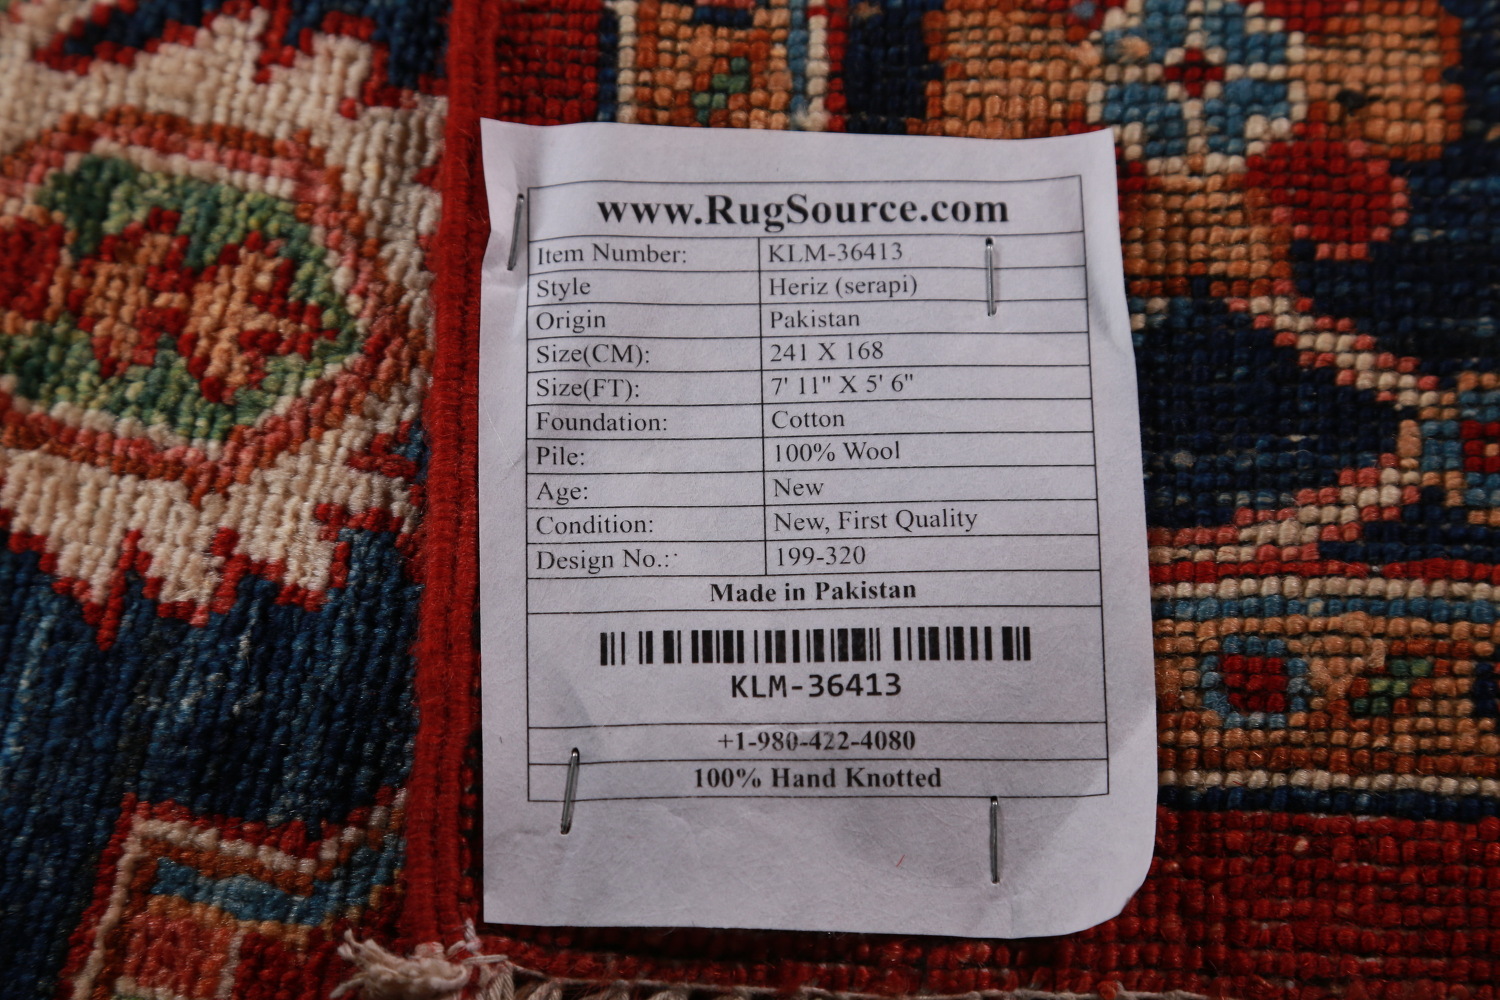 www.RugSource.com
Item Number: KLM-36413
Style Heriz (serapi)
Origin Pakistan
Size(CM): 241 X 168
Size(FT): 7' 11" X 5' 6"
Foundation: Cotton
Pile: 100% Wool
Age: New
Condition: New, First Quality
Design No.: 199-320
Made in Pakistan
KLM-36413
+1-980-422-4080
100% Hand Knotted